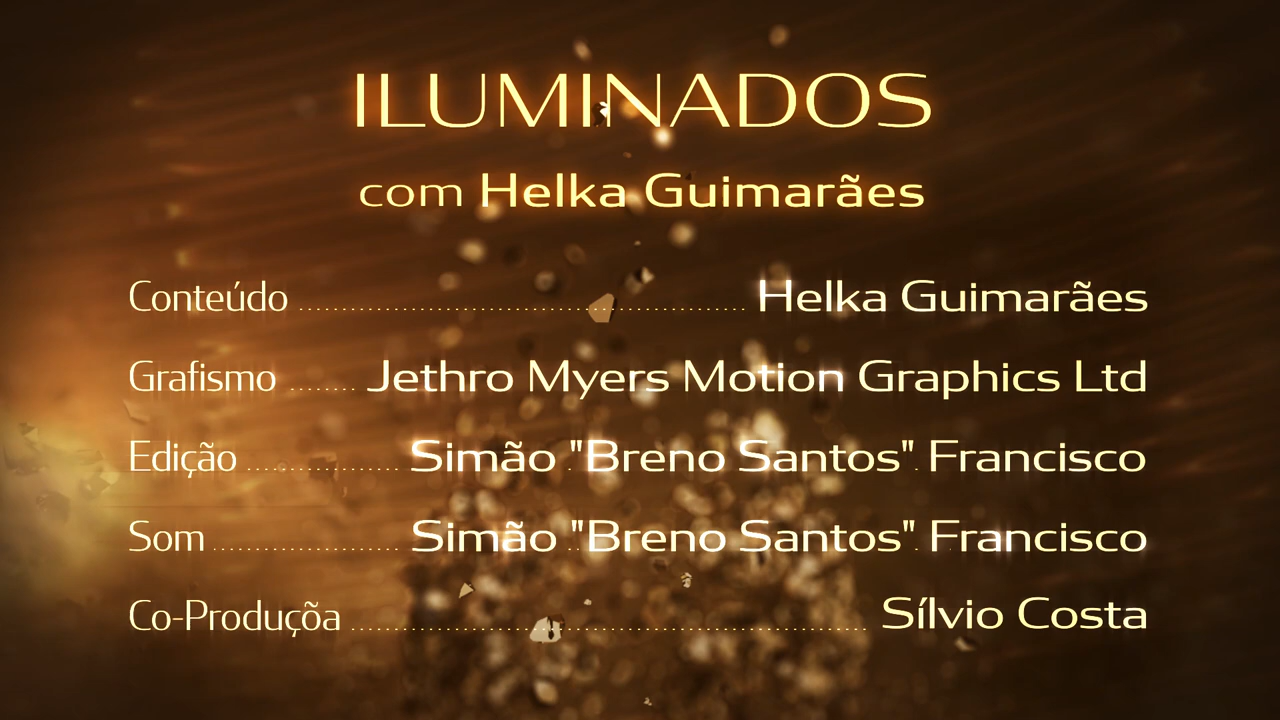 ILUMINADOS
com Helka Guimarães
Conteúdo ........................................ Helka Guimarães
Grafismo ........ Jethro Myers Motion Graphics Ltd
Edição .................. Simão "Breno Santos" Francisco
Som ...................... Simão "Breno Santos" Francisco
Co-Produçõa .................................................. Sílvio Costa